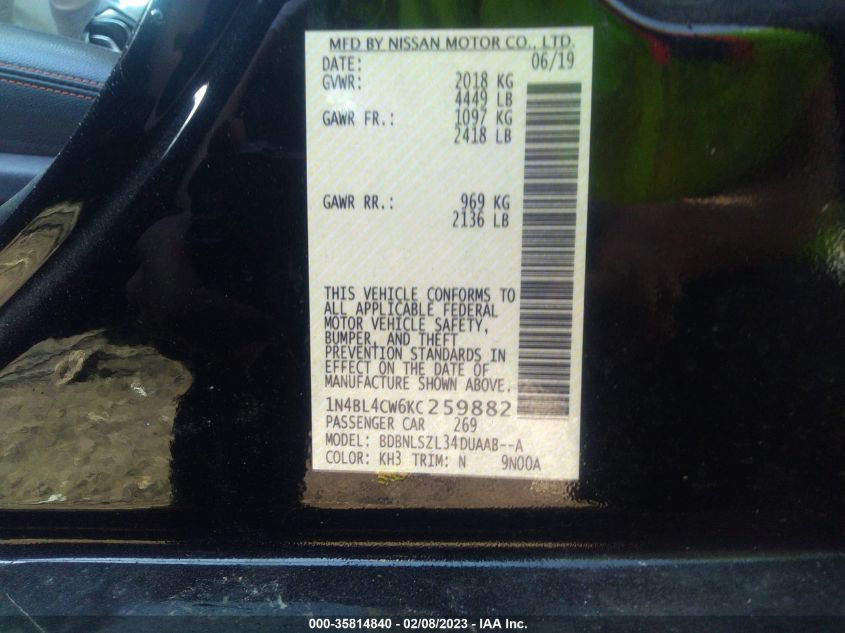 MFD BY NISSAN MOTOR CO., LTD.
DATE: 06/19
GVWR: 2018 KG
4449 LB
GAWR FR.: 1097 KG
2418 LB
GAWR RR.: 969 KG
2136 LB
THIS VEHICLE CONFORMS TO
ALL APPLICABLE FEDERAL
MOTOR VEHICLE SAFETY,
BUMPER, AND THEFT
PREVENTION STANDARDS IN
EFFECT ON THE DATE OF
MANUFACTURE SHOWN ABOVE.
1N4BL4CW6KC259882
PASSENGER CAR 269
MODEL: BDBNLSZL34DUAAB--A
COLOR: KH3 TRIM: N 9N00A
000-35814840 - 02/08/2023 - IAA Inc.